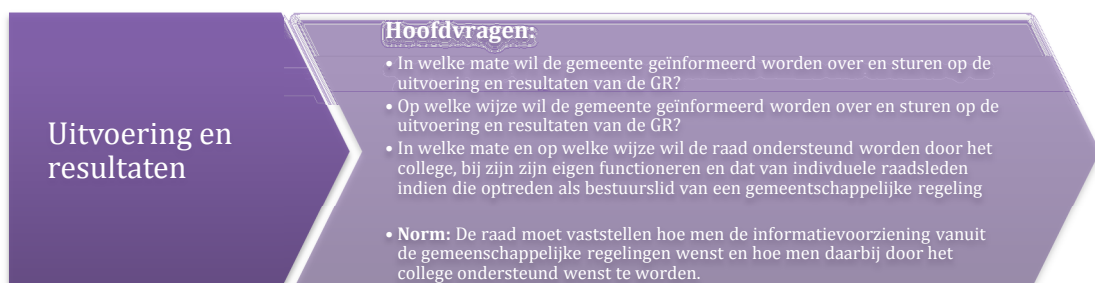 Uitvoering en
resultaten
Hoofdvragen:
• In welke mate wil de gemeente geïnformeerd worden over en sturen op de
uitvoering en resultaten van de GR?
• Op welke wijze wil de gemeente geïnformeerd worden over en sturen op de
uitvoering en resultaten van de GR?
• In welke mate en op welke wijze wil de raad ondersteund worden door het
college, bij zijn zijn eigen functioneren en dat van indivduele raadsleden
indien die optreden als bestuurslid van een gemeentschappelijke regeling
• Norm: De raad moet vaststellen hoe men de informatievoorziening vanuit
de gemeenschappelijke regelingen wenst en hoe men daarbij door het
college ondersteund wenst te worden.